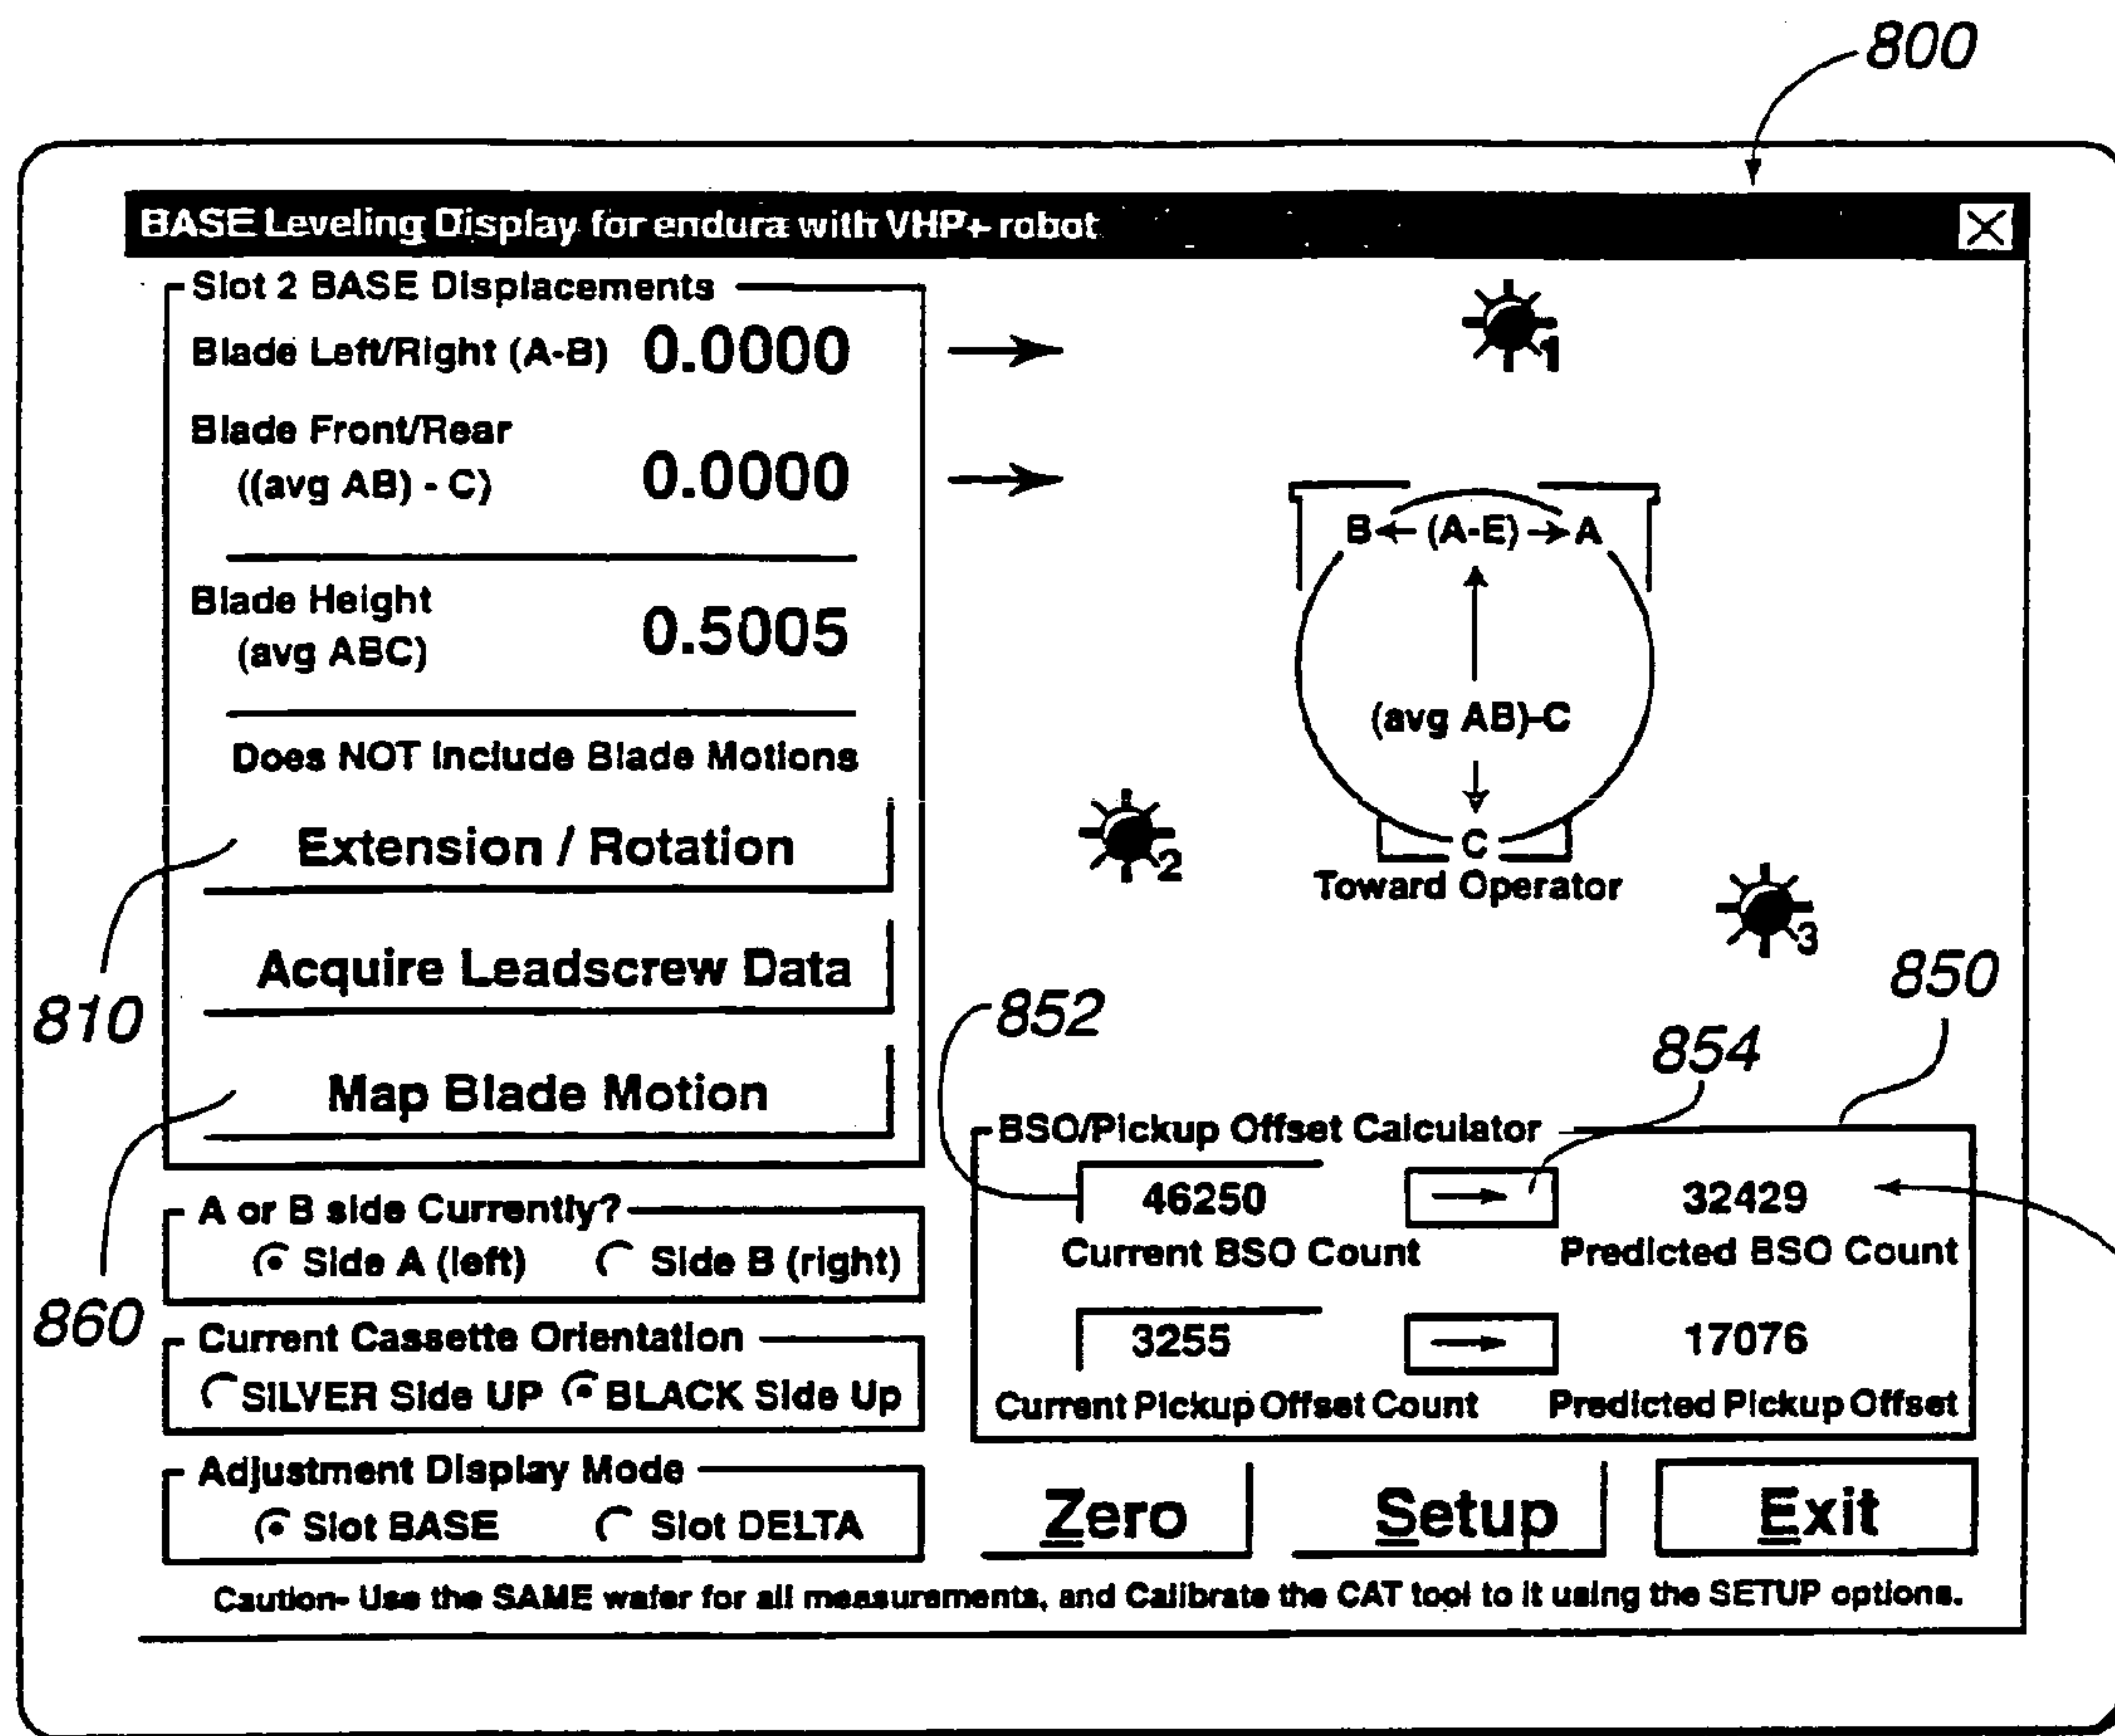 800
BASE Leveling Display for endura with VHP+ robot
Slot 2 BASE Displacements
Blade Left/Right (A-B) 0.0000
Blade Front/Rear
((avg AB) - C) 0.0000
Blade Height
(avg ABC) 0.5005
Does NOT Include Blade Motions
Extension / Rotation
Acquire Leadscrew Data
Map Blade Motion
810
860
A or B side Currently?
Side A (left) Side B (right)
Current Cassette Orientation
SILVER Side UP BLACK Side Up
Adjustment Display Mode
Slot BASE Slot DELTA
1
B (A-E) A
(avg AB)-C
C
Toward Operator
2
3
852
854
850
BSO/Pickup Offset Calculator
46250 32429
Current BSO Count Predicted BSO Count
3255 17076
Current Pickup Offset Count Predicted Pickup Offset
Zero Setup Exit
Caution- Use the SAME wafer for all measurements, and Calibrate the CAT tool to it using the SETUP options.